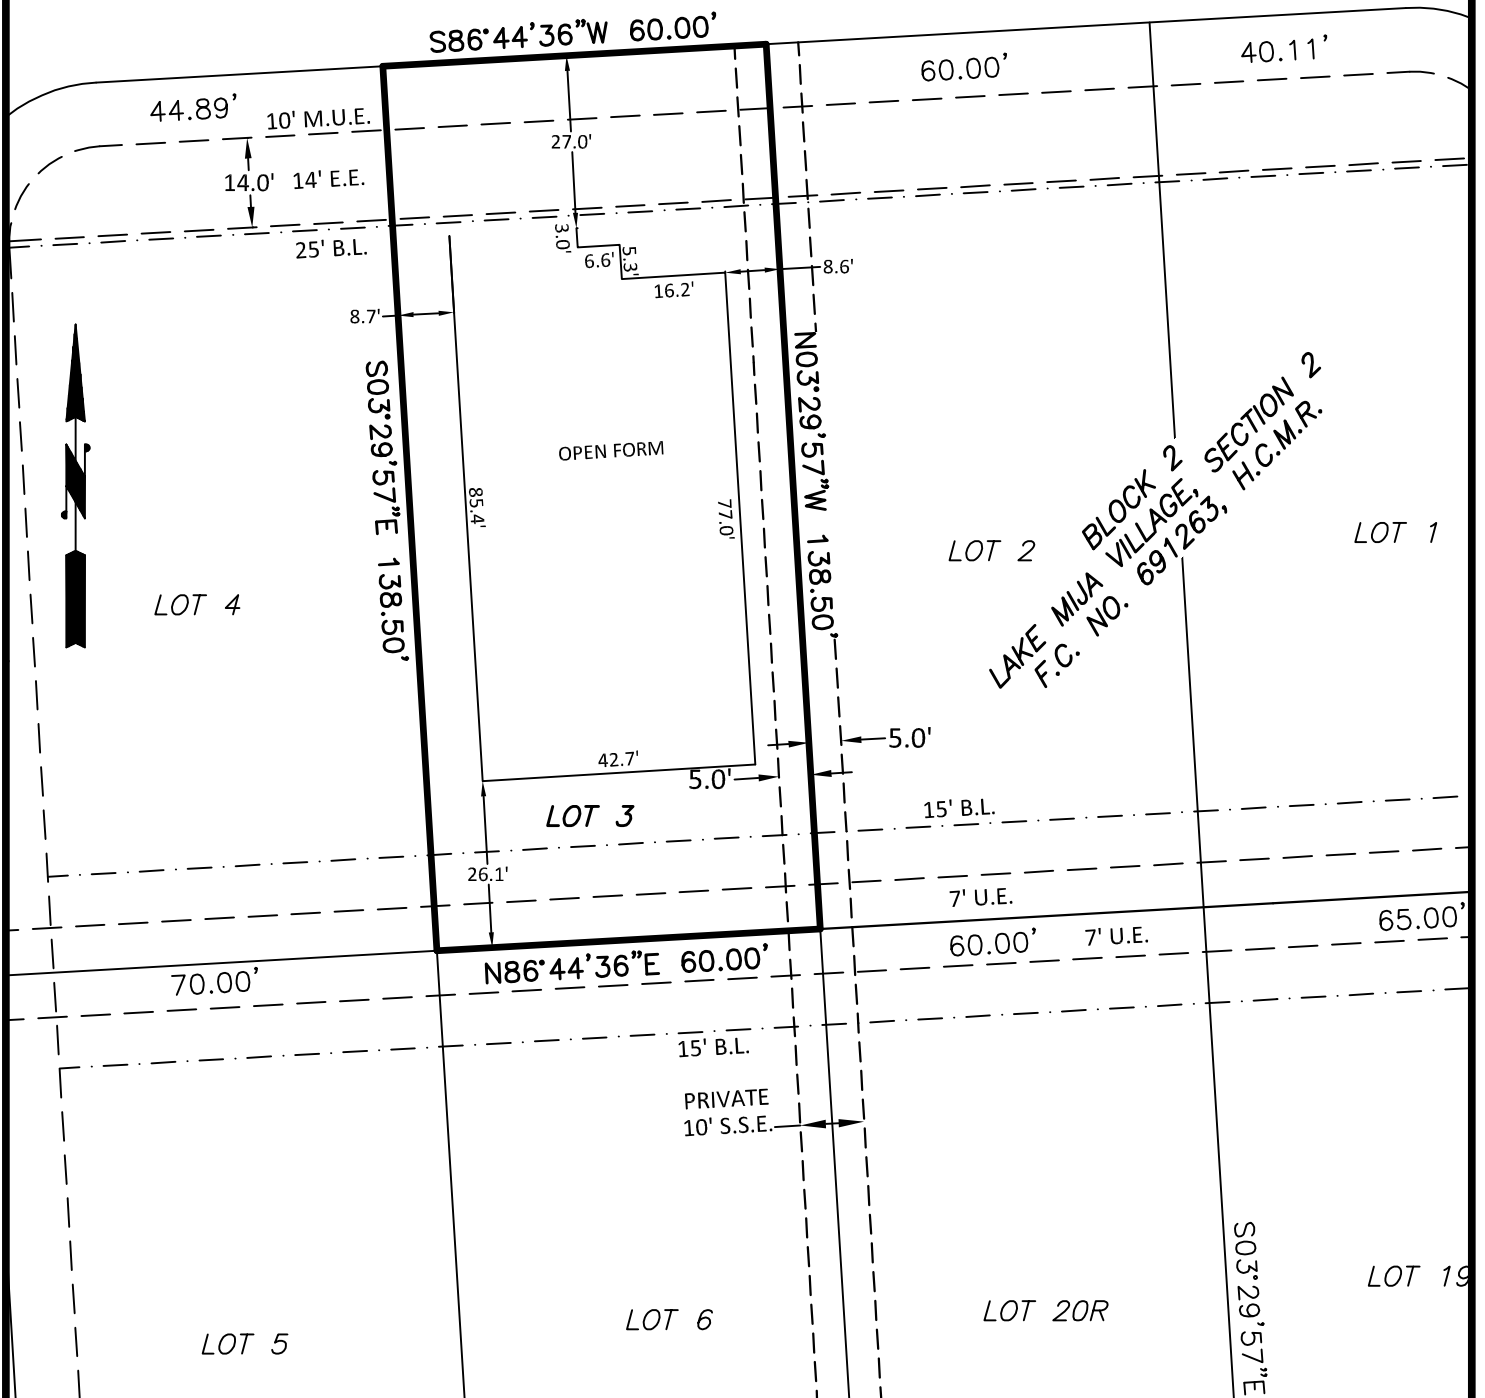 S86°44'36"W 60.00'
44.89'
10' M.U.E.
60.00'
40.11'
27.0'
14.0' 14' E.E.
25' B.L.
3.0'
6.6'
5.3'
16.2'
8.6'
8.7'
S03°29'57"E 138.50'
N03°29'57"W 138.50'
OPEN FORM
85.4'
77.0'
N
BLOCK 2
LAKE MIJA VILLAGE, SECTION 2
F.C. NO. 691263, H.C.M.R.
LOT 4
LOT 2
LOT 1
42.7'
5.0'
5.0'
LOT 3
15' B.L.
26.1'
7' U.E.
N86°44'36"E 60.00'
70.00'
60.00'
7' U.E.
65.00'
15' B.L.
PRIVATE
10' S.S.E.
S03°29'57"E
LOT 5
LOT 6
LOT 20R
LOT 19